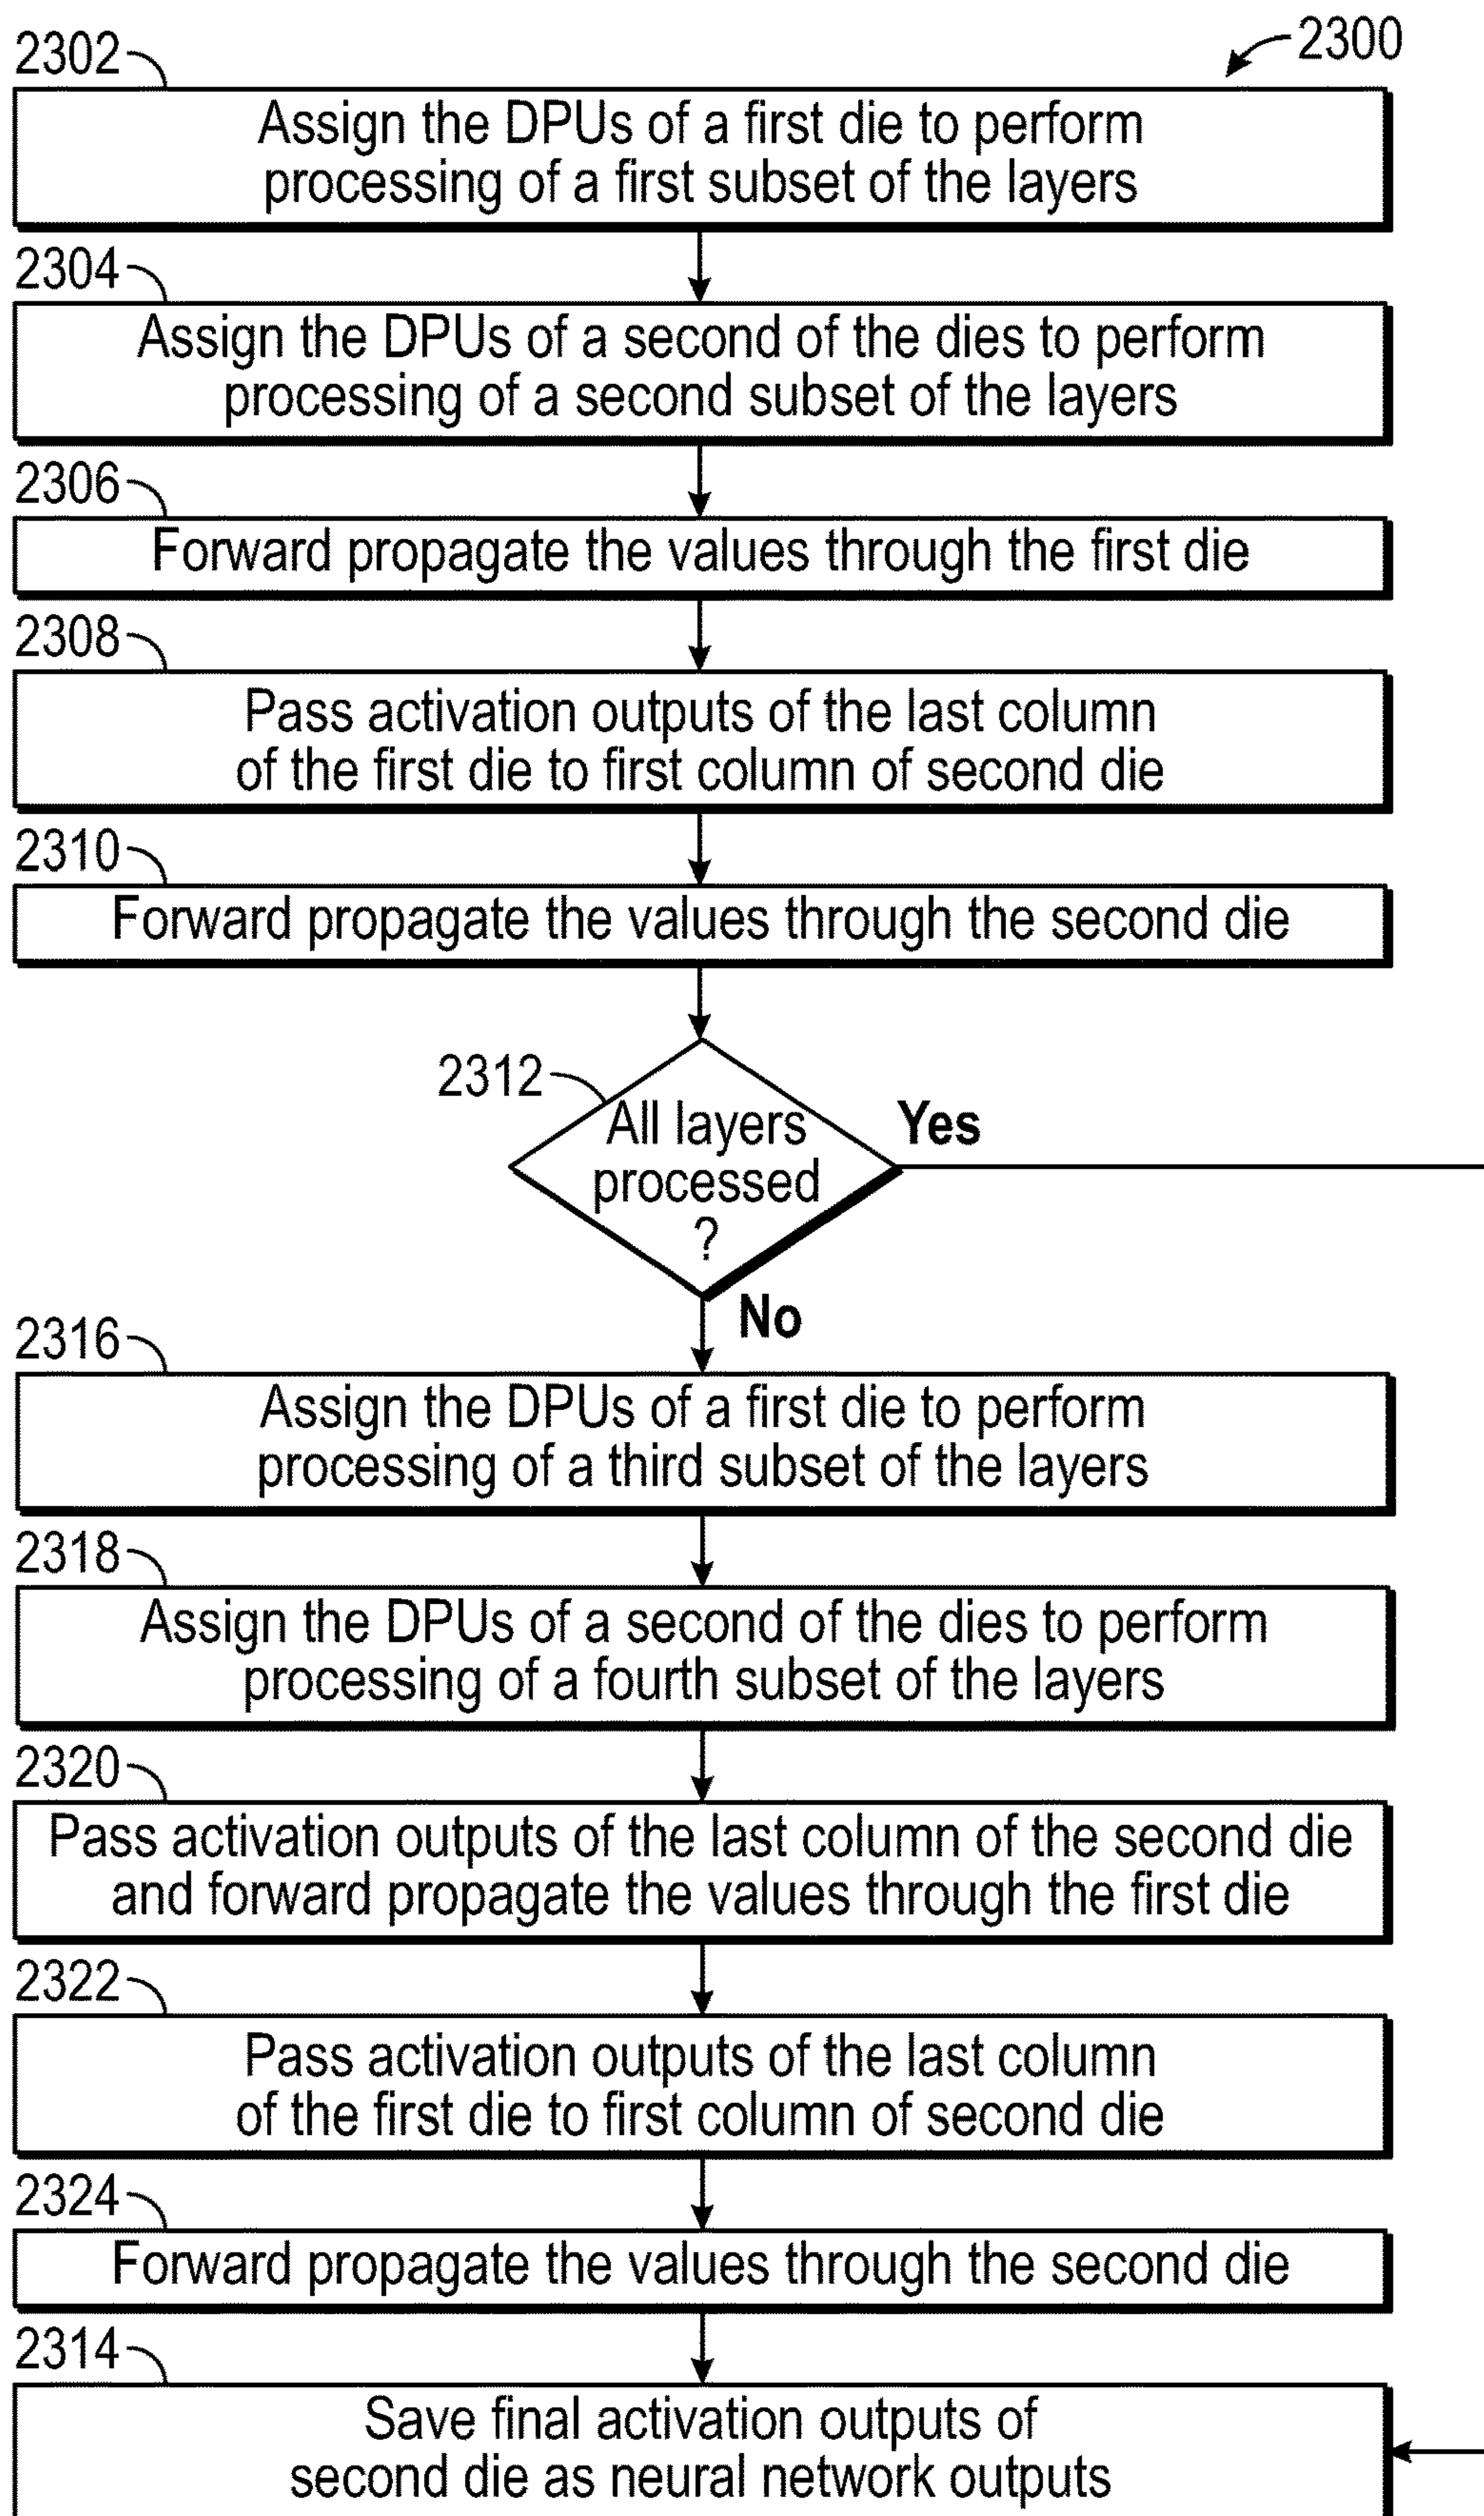 2300
2302
Assign the DPUs of a first die to perform
processing of a first subset of the layers
2304
Assign the DPUs of a second of the dies to perform
processing of a second subset of the layers
2306
Forward propagate the values through the first die
2308
Pass activation outputs of the last column
of the first die to first column of second die
2310
Forward propagate the values through the second die
2312
All layers
processed
?
Yes
No
2316
Assign the DPUs of a first die to perform
processing of a third subset of the layers
2318
Assign the DPUs of a second of the dies to perform
processing of a fourth subset of the layers
2320
Pass activation outputs of the last column of the second die
and forward propagate the values through the first die
2322
Pass activation outputs of the last column
of the first die to first column of second die
2324
Forward propagate the values through the second die
2314
Save final activation outputs of
second die as neural network outputs